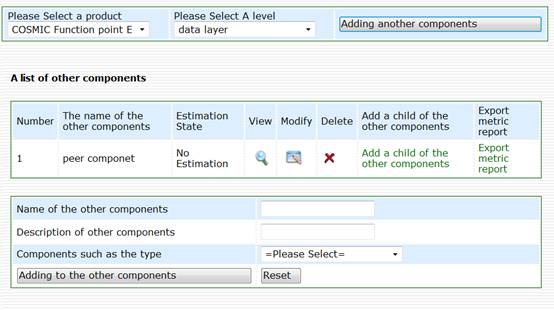 Please Select a product
Please Select A level
COSMIC Function point E
data layer
Adding another components
A list of other components
Number
The name of the
other components
Estimation
State
View
Modify
Delete
Add a child of the
other components
Export
metric
report
1
peer componet
No
Estimation
Add a child of the
other components
Export
metric
report
Name of the other components
Description of other components
Components such as the type
=Please Select=
Adding to the other components
Reset